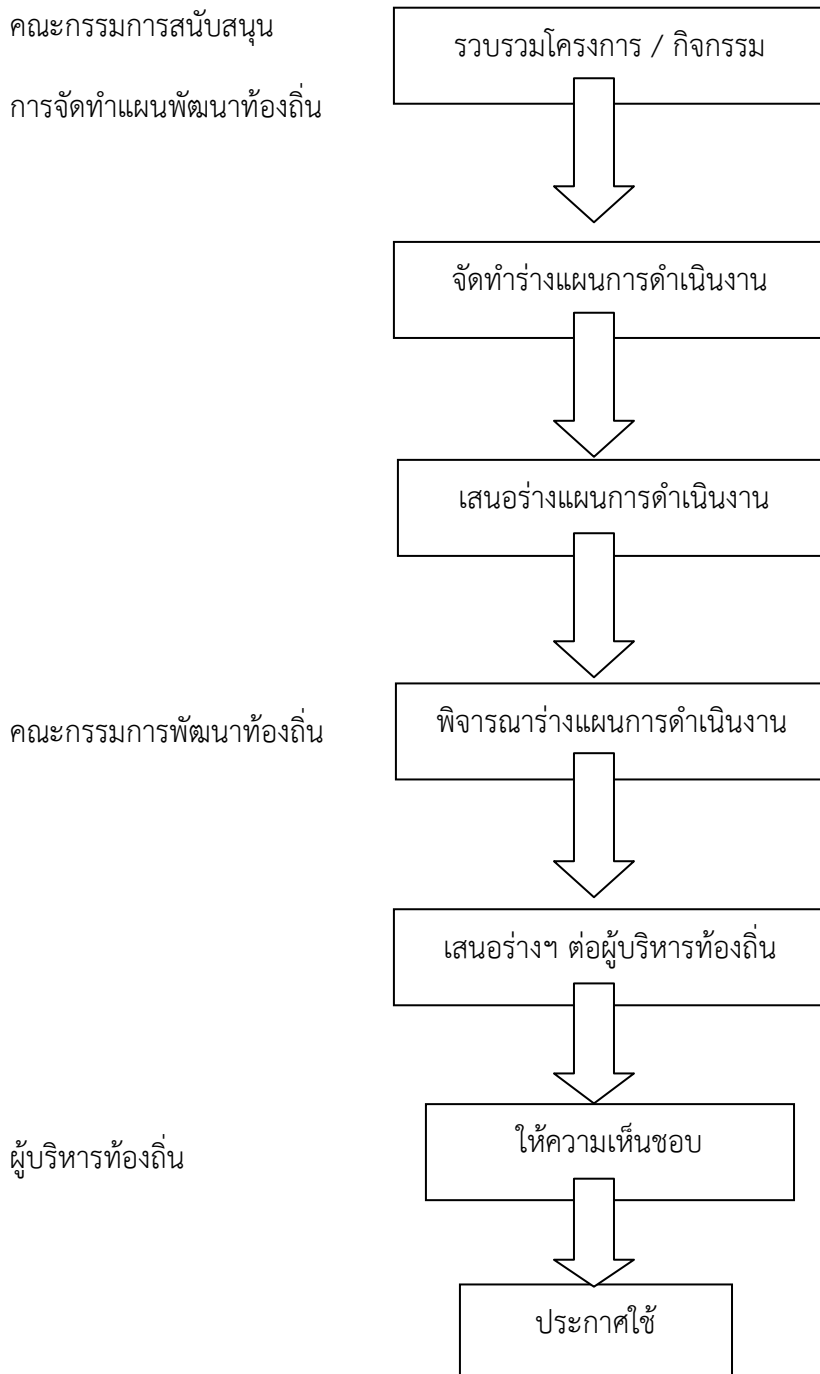 คณะกรรมการสนับสนุน
รวบรวมโครงการ / กิจกรรม
การจัดทำแผนพัฒนาท้องถิ่น
จัดทำร่างแผนการดำเนินงาน
เสนอร่างแผนการดำเนินงาน
คณะกรรมการพัฒนาท้องถิ่น
พิจารณาร่างแผนการดำเนินงาน
เสนอร่างฯ ต่อผู้บริหารท้องถิ่น
ผู้บริหารท้องถิ่น
ให้ความเห็นชอบ
ประกาศใช้